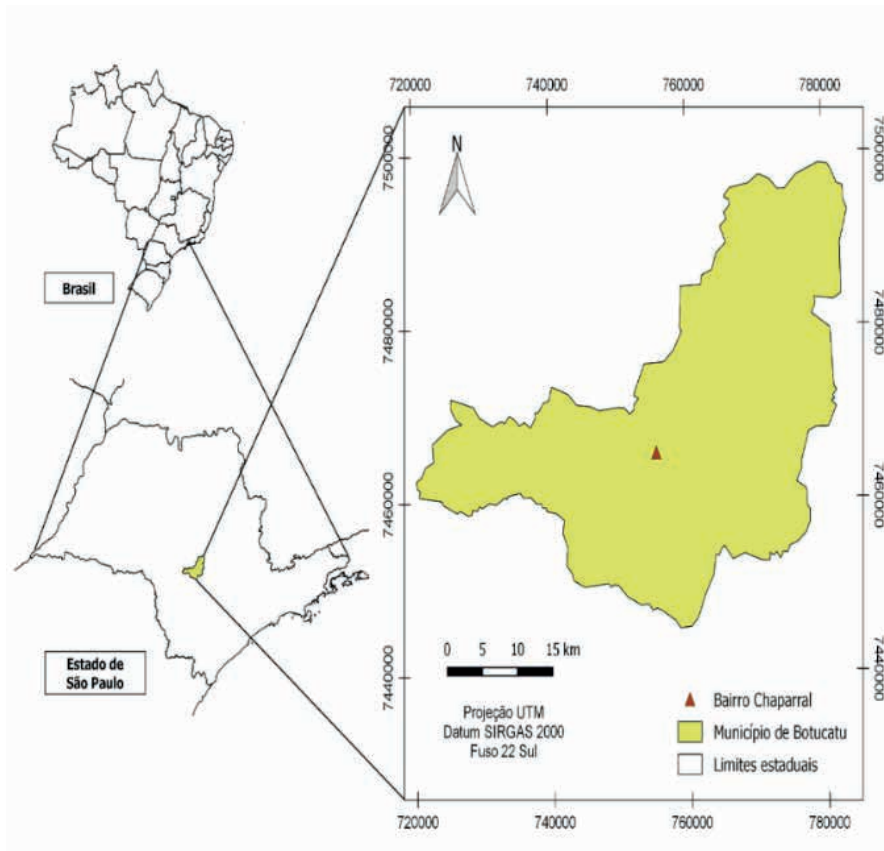 720000 740000 760000 780000
7500000
7480000
7460000
7440000
N
7500000
7480000
7460000
7440000
Brasil
Estado de
São Paulo
0 5 10 15 km
Projeção UTM
Datum SIRGAS 2000
Fuso 22 Sul
Bairro Chaparral
Município de Botucatu
Limites estaduais
720000 740000 760000 780000